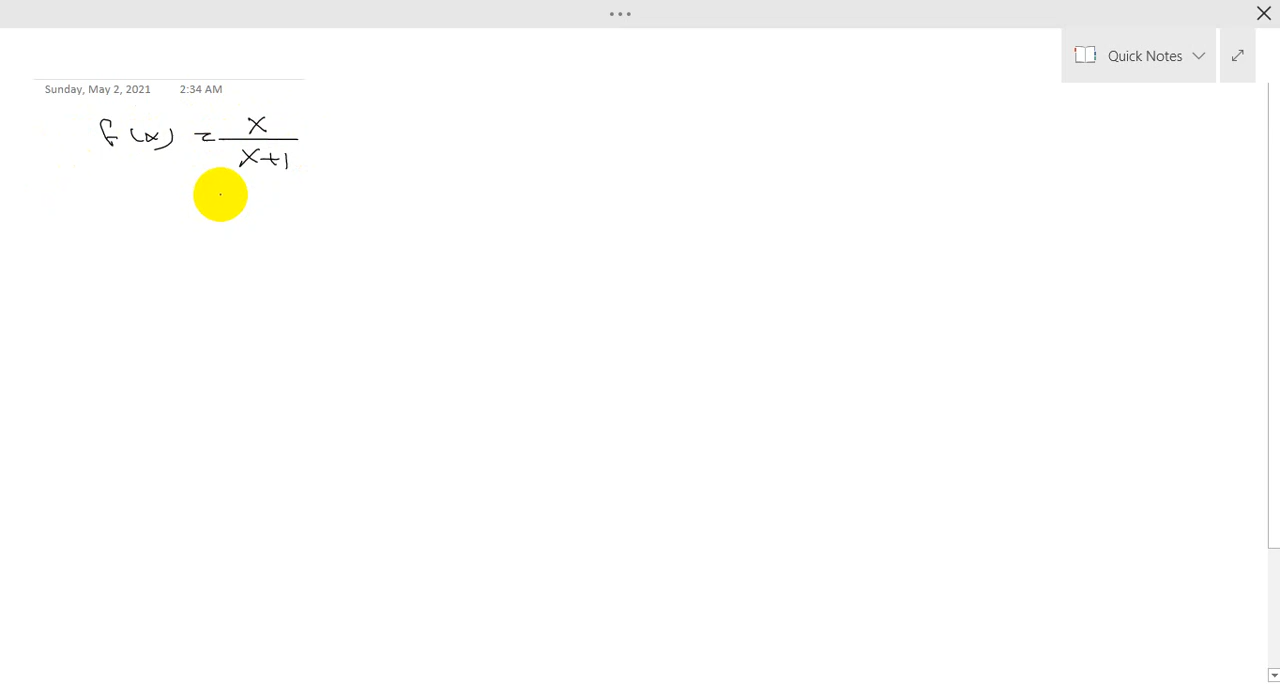 Quick Notes
Sunday, May 2, 2021 2:34 AM
f(x) = x / x+1